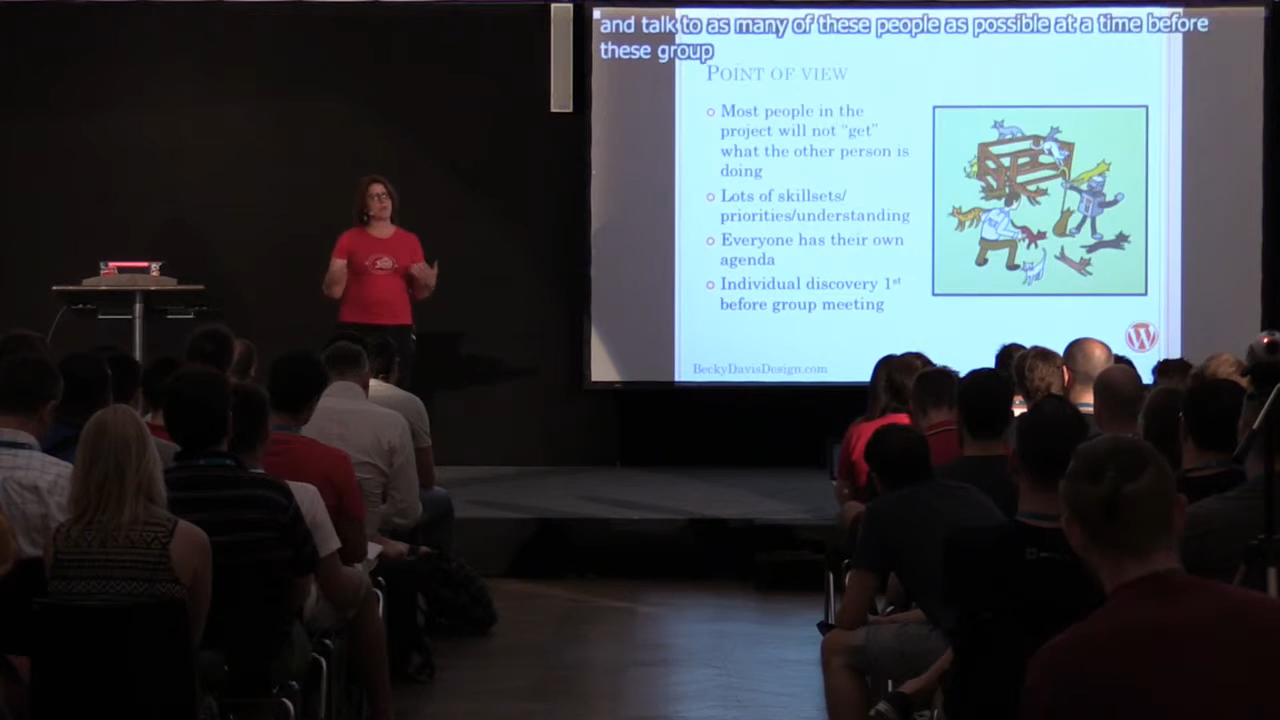 and talk to as many of these people as possible at a time before
these group
POINT OF VIEW
Most people in the
project will not "get"
what the other person is
doing
Lots of skillsets/
priorities/understanding
Everyone has their own
agenda
Individual discovery 1st
before group meeting
BeckyDavisDesign.com
W